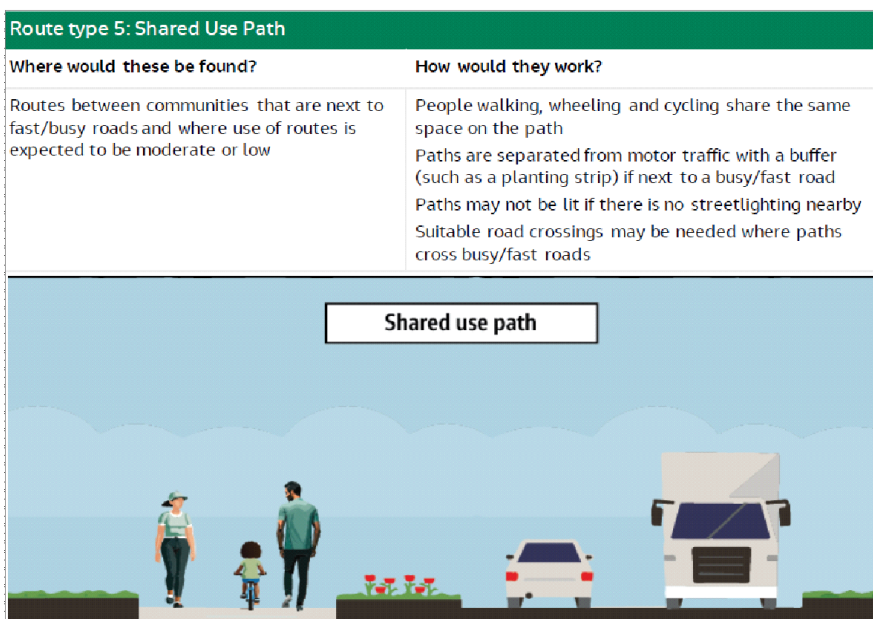 Route type 5: Shared Use Path
Where would these be found?
How would they work?
Routes between communities that are next to
fast/busy roads and where use of routes is
expected to be moderate or low
People walking, wheeling and cycling share the same
space on the path
Paths are separated from motor traffic with a buffer
(such as a planting strip) if next to a busy/fast road
Paths may not be lit if there is no streetlighting nearby
Suitable road crossings may be needed where paths
cross busy/fast roads
Shared use path